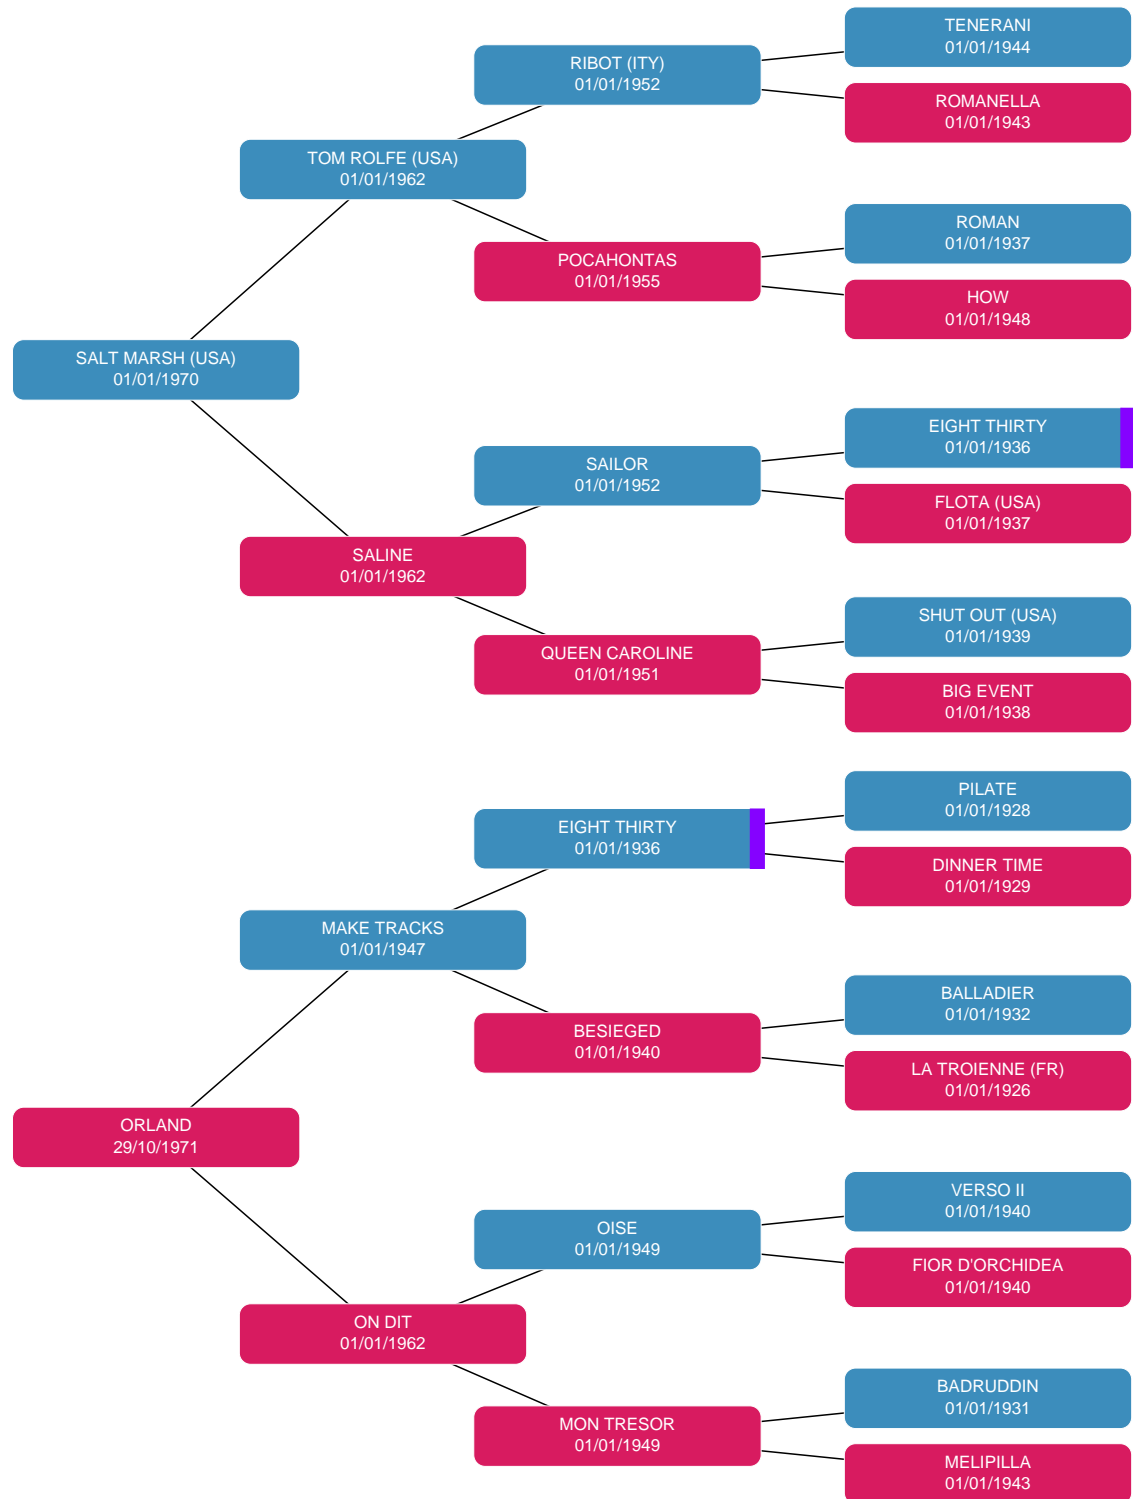 TENERANI
01/01/1944
RIBOT (ITY)
01/01/1952
ROMANELLA
01/01/1943
TOM ROLFE (USA)
01/01/1962
ROMAN
01/01/1937
POCAHONTAS
01/01/1955
HOW
01/01/1948
SALT MARSH (USA)
01/01/1970
EIGHT THIRTY
01/01/1936
SAILOR
01/01/1952
FLOTA (USA)
01/01/1937
SALINE
01/01/1962
SHUT OUT (USA)
01/01/1939
QUEEN CAROLINE
01/01/1951
BIG EVENT
01/01/1938
PILATE
01/01/1928
EIGHT THIRTY
01/01/1936
DINNER TIME
01/01/1929
MAKE TRACKS
01/01/1947
BALLADIER
01/01/1932
BESIEGED
01/01/1940
LA TROIENNE (FR)
01/01/1926
ORLAND
29/10/1971
VERSO II
01/01/1940
OISE
01/01/1949
FIOR D'ORCHIDEA
01/01/1940
ON DIT
01/01/1962
BADRUDDIN
01/01/1931
MON TRESOR
01/01/1949
MELIPILLA
01/01/1943